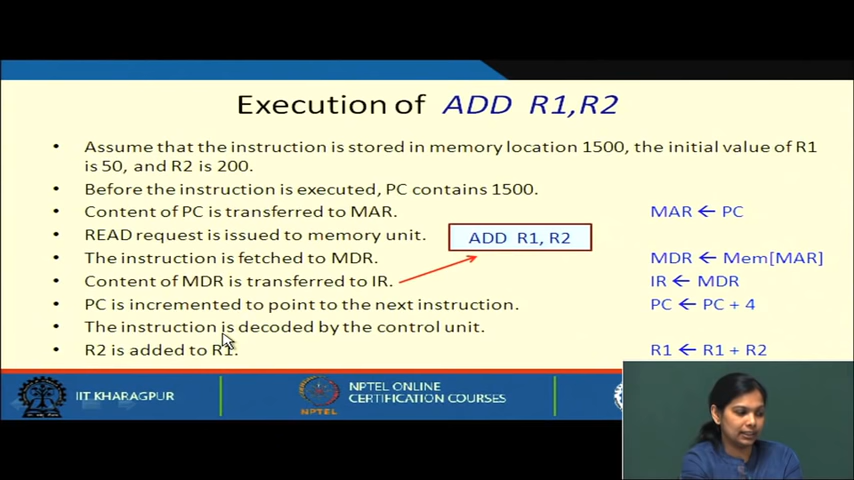 Execution of ADD R1,R2
• Assume that the instruction is stored in memory location 1500, the initial value of R1
is 50, and R2 is 200.
• Before the instruction is executed, PC contains 1500.
• Content of PC is transferred to MAR. MAR ← PC
• READ request is issued to memory unit.
ADD R1, R2
• The instruction is fetched to MDR. MDR ← Mem[MAR]
• Content of MDR is transferred to IR. IR ← MDR
• PC is incremented to point to the next instruction. PC ← PC + 4
• The instruction is decoded by the control unit.
• R2 is added to R1. R1 ← R1 + R2
IIT KHARAGPUR
NPTEL
NPTEL ONLINE
CERTIFICATION COURSES